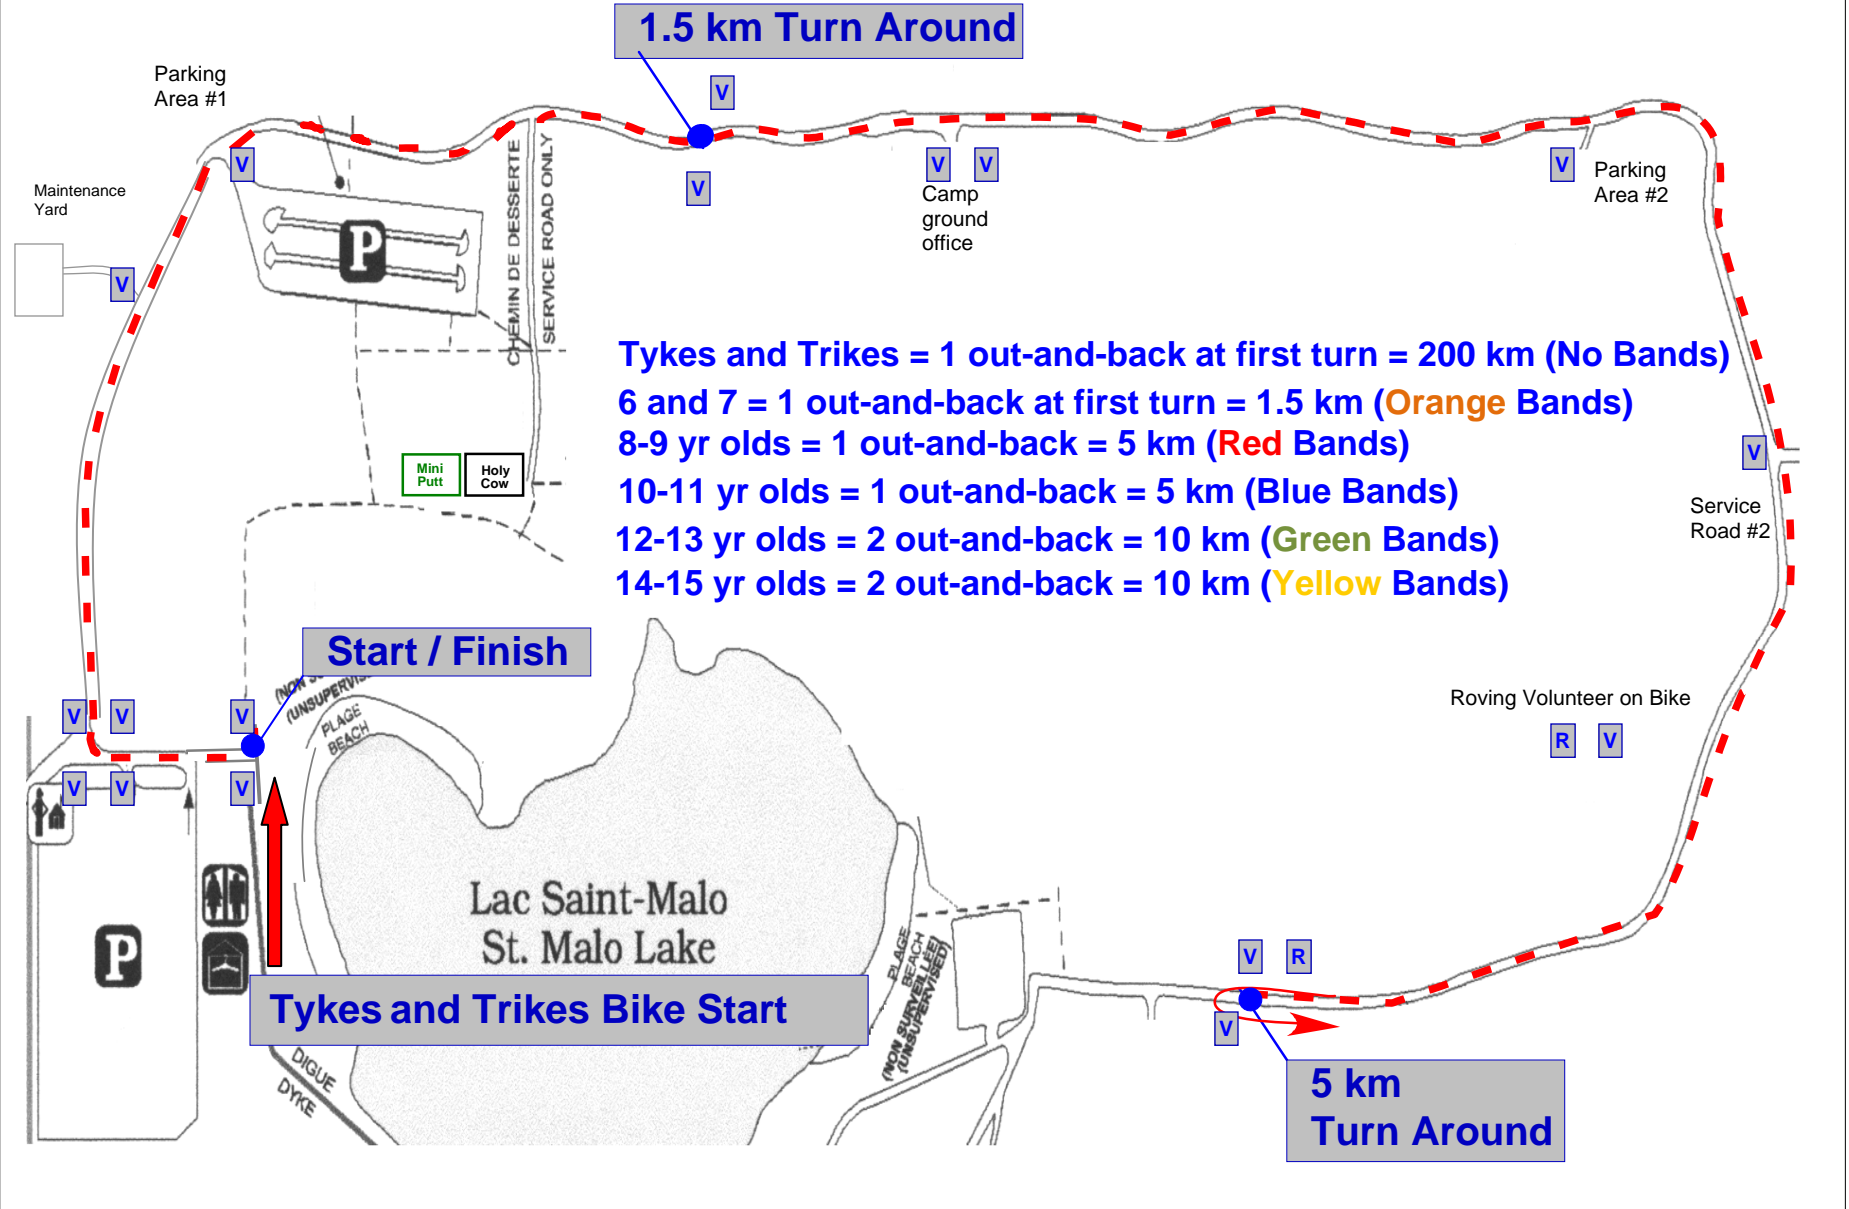 1.5 km Turn Around
Parking
Area #1
V
V
V
Maintenance
Yard
V
P
CHEMIN DE DESSERTE
SERVICE ROAD ONLY
V
V
V
Camp
ground
office
V
Parking
Area #2
Tykes and Trikes = 1 out-and-back at first turn = 200 km (No Bands)
6 and 7 = 1 out-and-back at first turn = 1.5 km (Orange Bands)
8-9 yr olds = 1 out-and-back = 5 km (Red Bands)
10-11 yr olds = 1 out-and-back = 5 km (Blue Bands)
12-13 yr olds = 2 out-and-back = 10 km (Green Bands)
14-15 yr olds = 2 out-and-back = 10 km (Yellow Bands)
Mini
Putt
Holy
Cow
V
Service
Road #2
Start / Finish
(NON
(UNSUPERVIS
PLAGE
BEACH
Roving Volunteer on Bike
R V
V V V
V V V
P
Lac Saint-Malo
St. Malo Lake
PLAGE
BEACH
(NON SURVEILLÉE)
(UNSUPERVISED)
Tykes and Trikes Bike Start
DIGUE
DYKE
V R
V
5 km
Turn Around